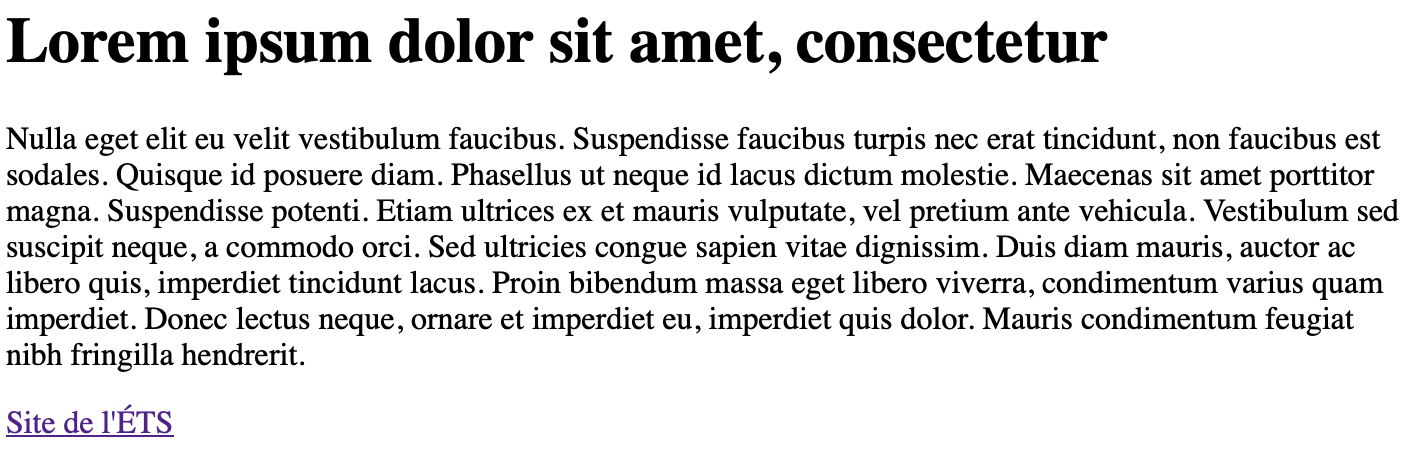 Lorem ipsum dolor sit amet, consectetur
Nulla eget elit eu velit vestibulum faucibus. Suspendisse faucibus turpis nec erat tincidunt, non faucibus est
sodales. Quisque id posuere diam. Phasellus ut neque id lacus dictum molestie. Maecenas sit amet porttitor
magna. Suspendisse potenti. Etiam ultrices ex et mauris vulputate, vel pretium ante vehicula. Vestibulum sed
suscipit neque, a commodo orci. Sed ultricies congue sapien vitae dignissim. Duis diam mauris, auctor ac
libero quis, imperdiet tincidunt lacus. Proin bibendum massa eget libero viverra, condimentum varius quam
imperdiet. Donec lectus neque, ornare et imperdiet eu, imperdiet quis dolor. Mauris condimentum feugiat
nibh fringilla hendrerit.
Site de l'ÉTS